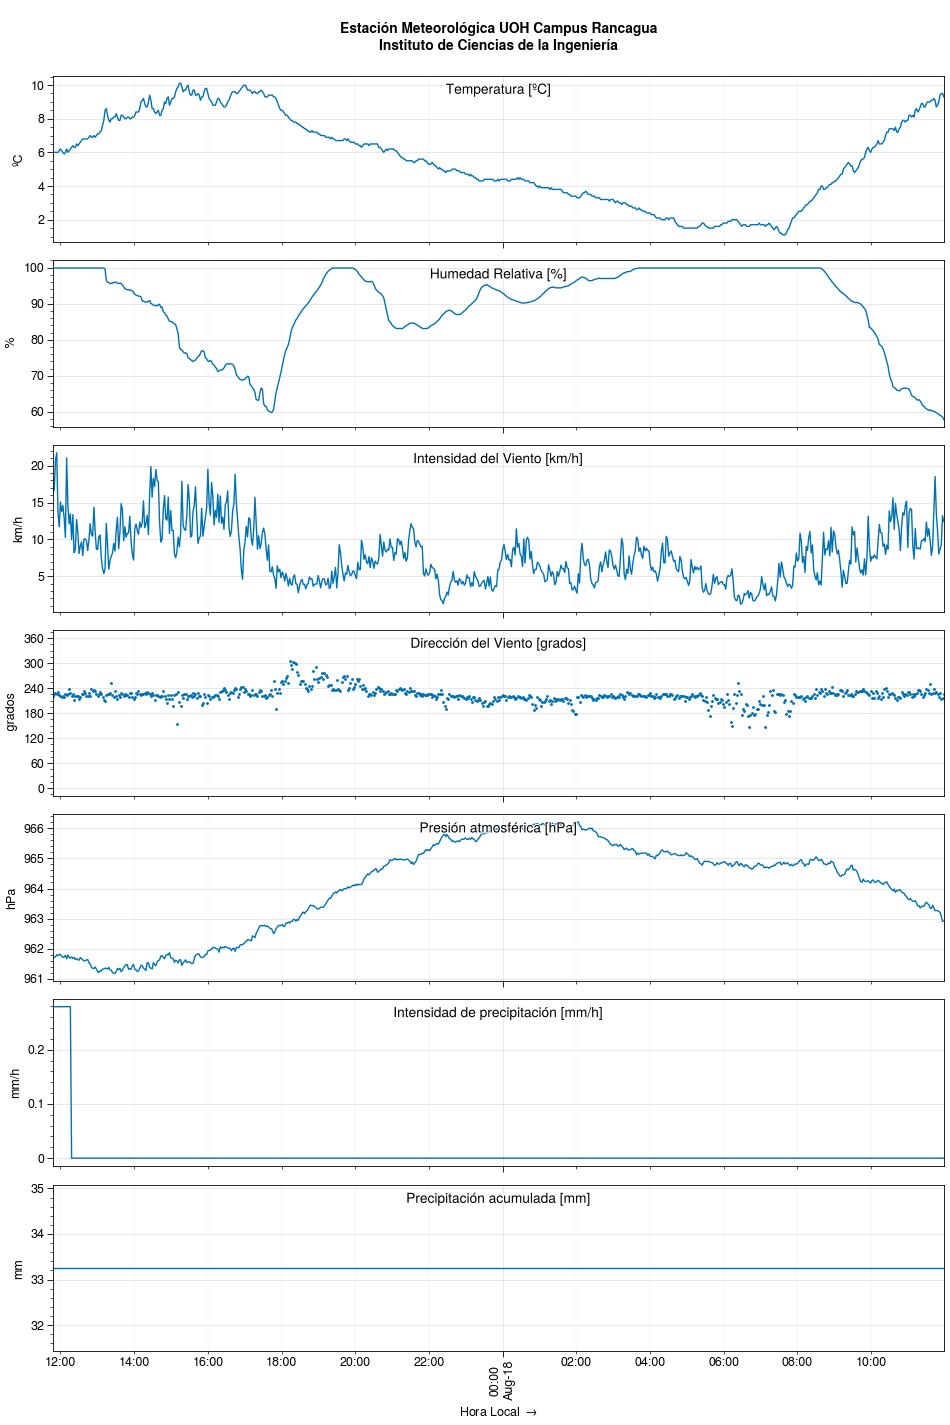 Estación Meteorológica UOH Campus Rancagua
Instituto de Ciencias de la Ingeniería
Temperatura [ºC]
ºC
10
8
6
4
2
Humedad Relativa [%]
%
100
90
80
70
60
Intensidad del Viento [km/h]
km/h
20
15
10
5
Dirección del Viento [grados]
grados
360
300
240
180
120
60
0
Presión atmosférica [hPa]
hPa
966
965
964
963
962
961
Intensidad de precipitación [mm/h]
mm/h
0.2
0.1
0
Precipitación acumulada [mm]
mm
35
34
33
32
12:00 14:00 16:00 18:00 20:00 22:00 00:00 02:00 04:00 06:00 08:00 10:00
Aug-18
Hora Local →